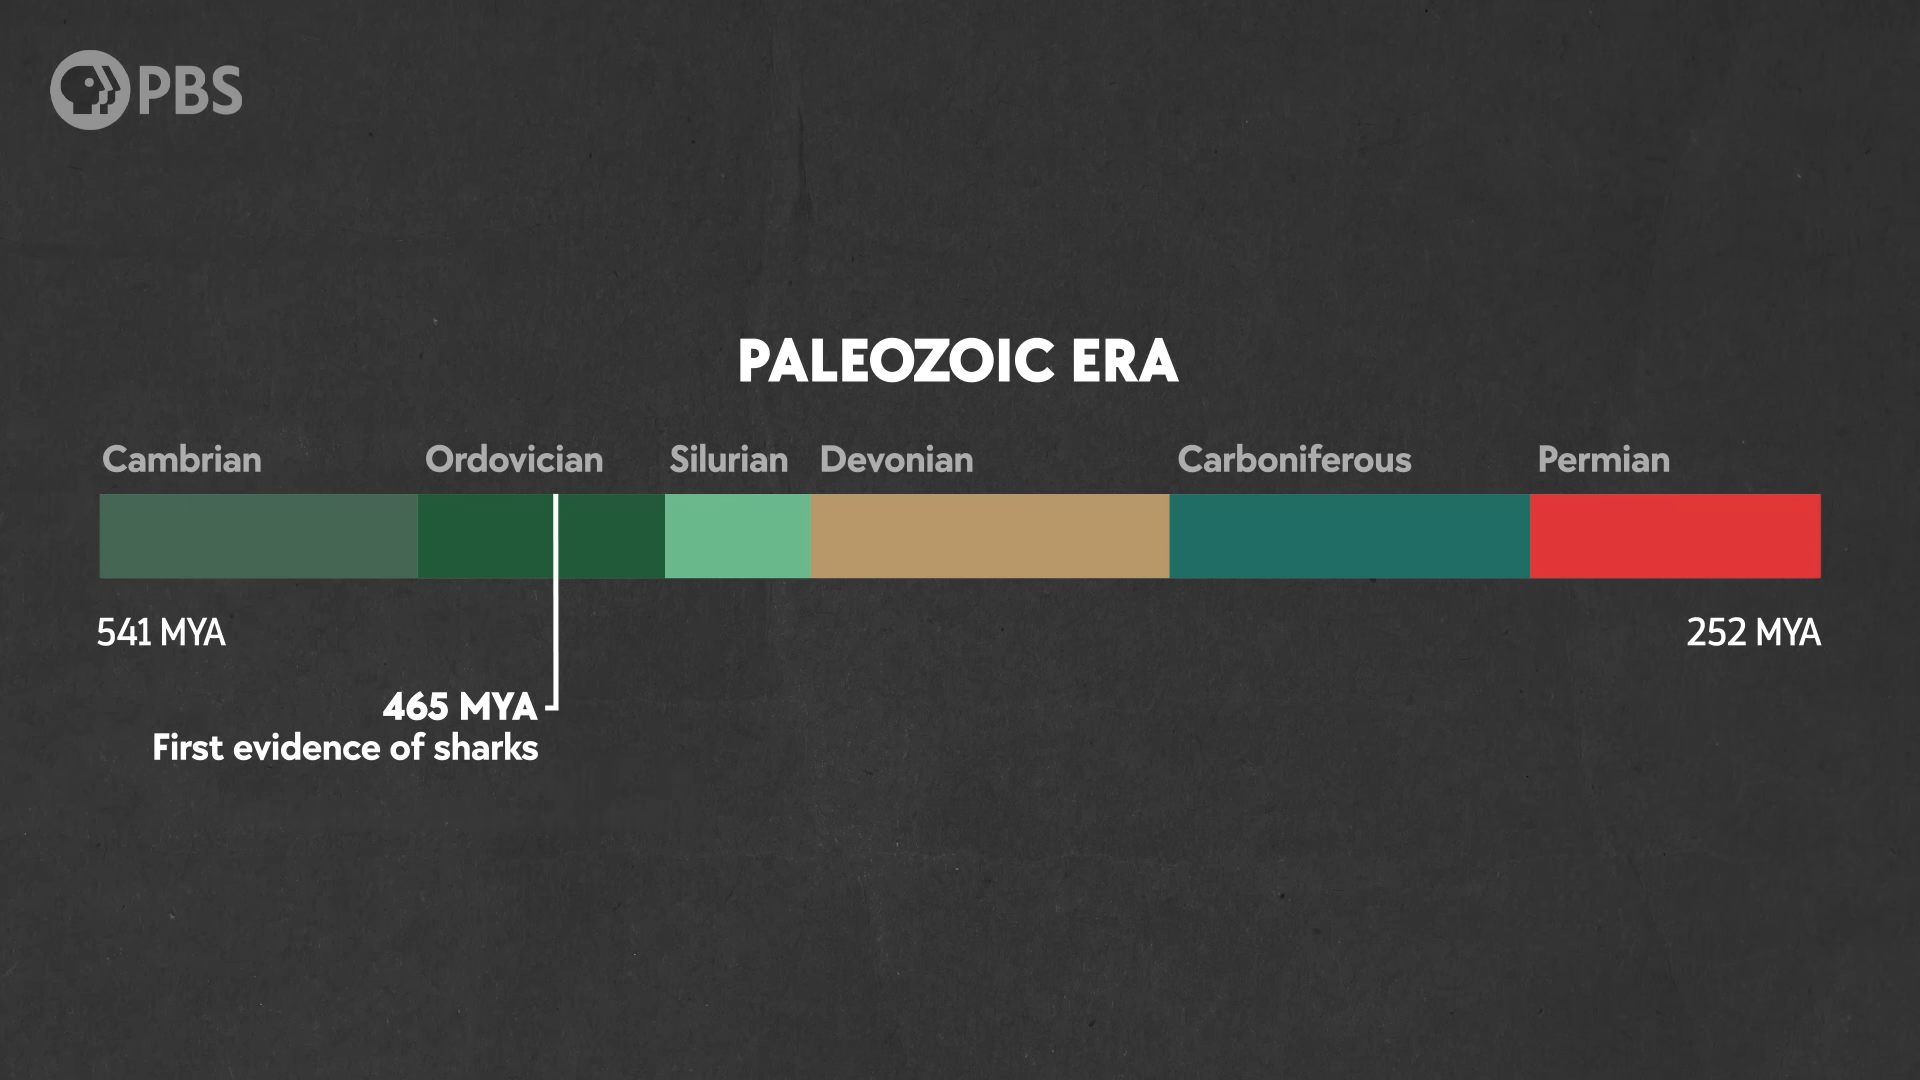 PBS
PALEOZOIC ERA
Cambrian Ordovician Silurian Devonian Carboniferous Permian
541 MYA 252 MYA
465 MYA
First evidence of sharks